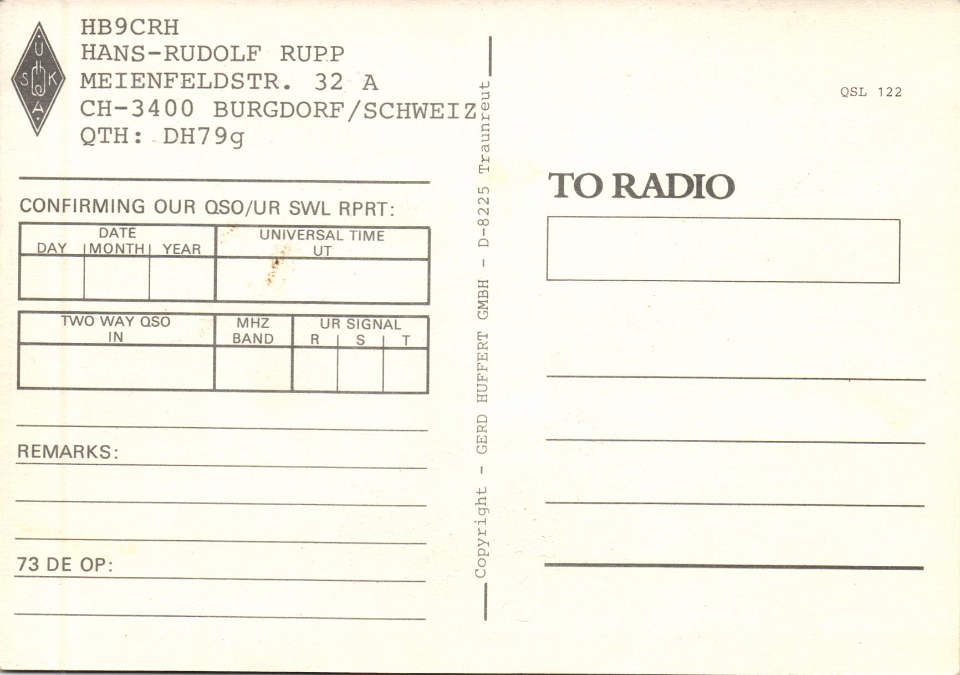 U
S K
A
HB9CRH
HANS-RUDOLF RUPP
MEIENFELDSTR. 32 A
CH-3400 BURGDORF/SCHWEIZ
QTH: DH79g
CONFIRMING OUR QSO/UR SWL RPRT:
DATE
DAY MONTH YEAR
UNIVERSAL TIME
UT
TWO WAY QSO
IN
MHZ
BAND
UR SIGNAL
R S T
REMARKS:
73 DE OP:
Copyright - GERD HUFFERT GMBH - D-8225 Traunreut
QSL 122
TO RADIO